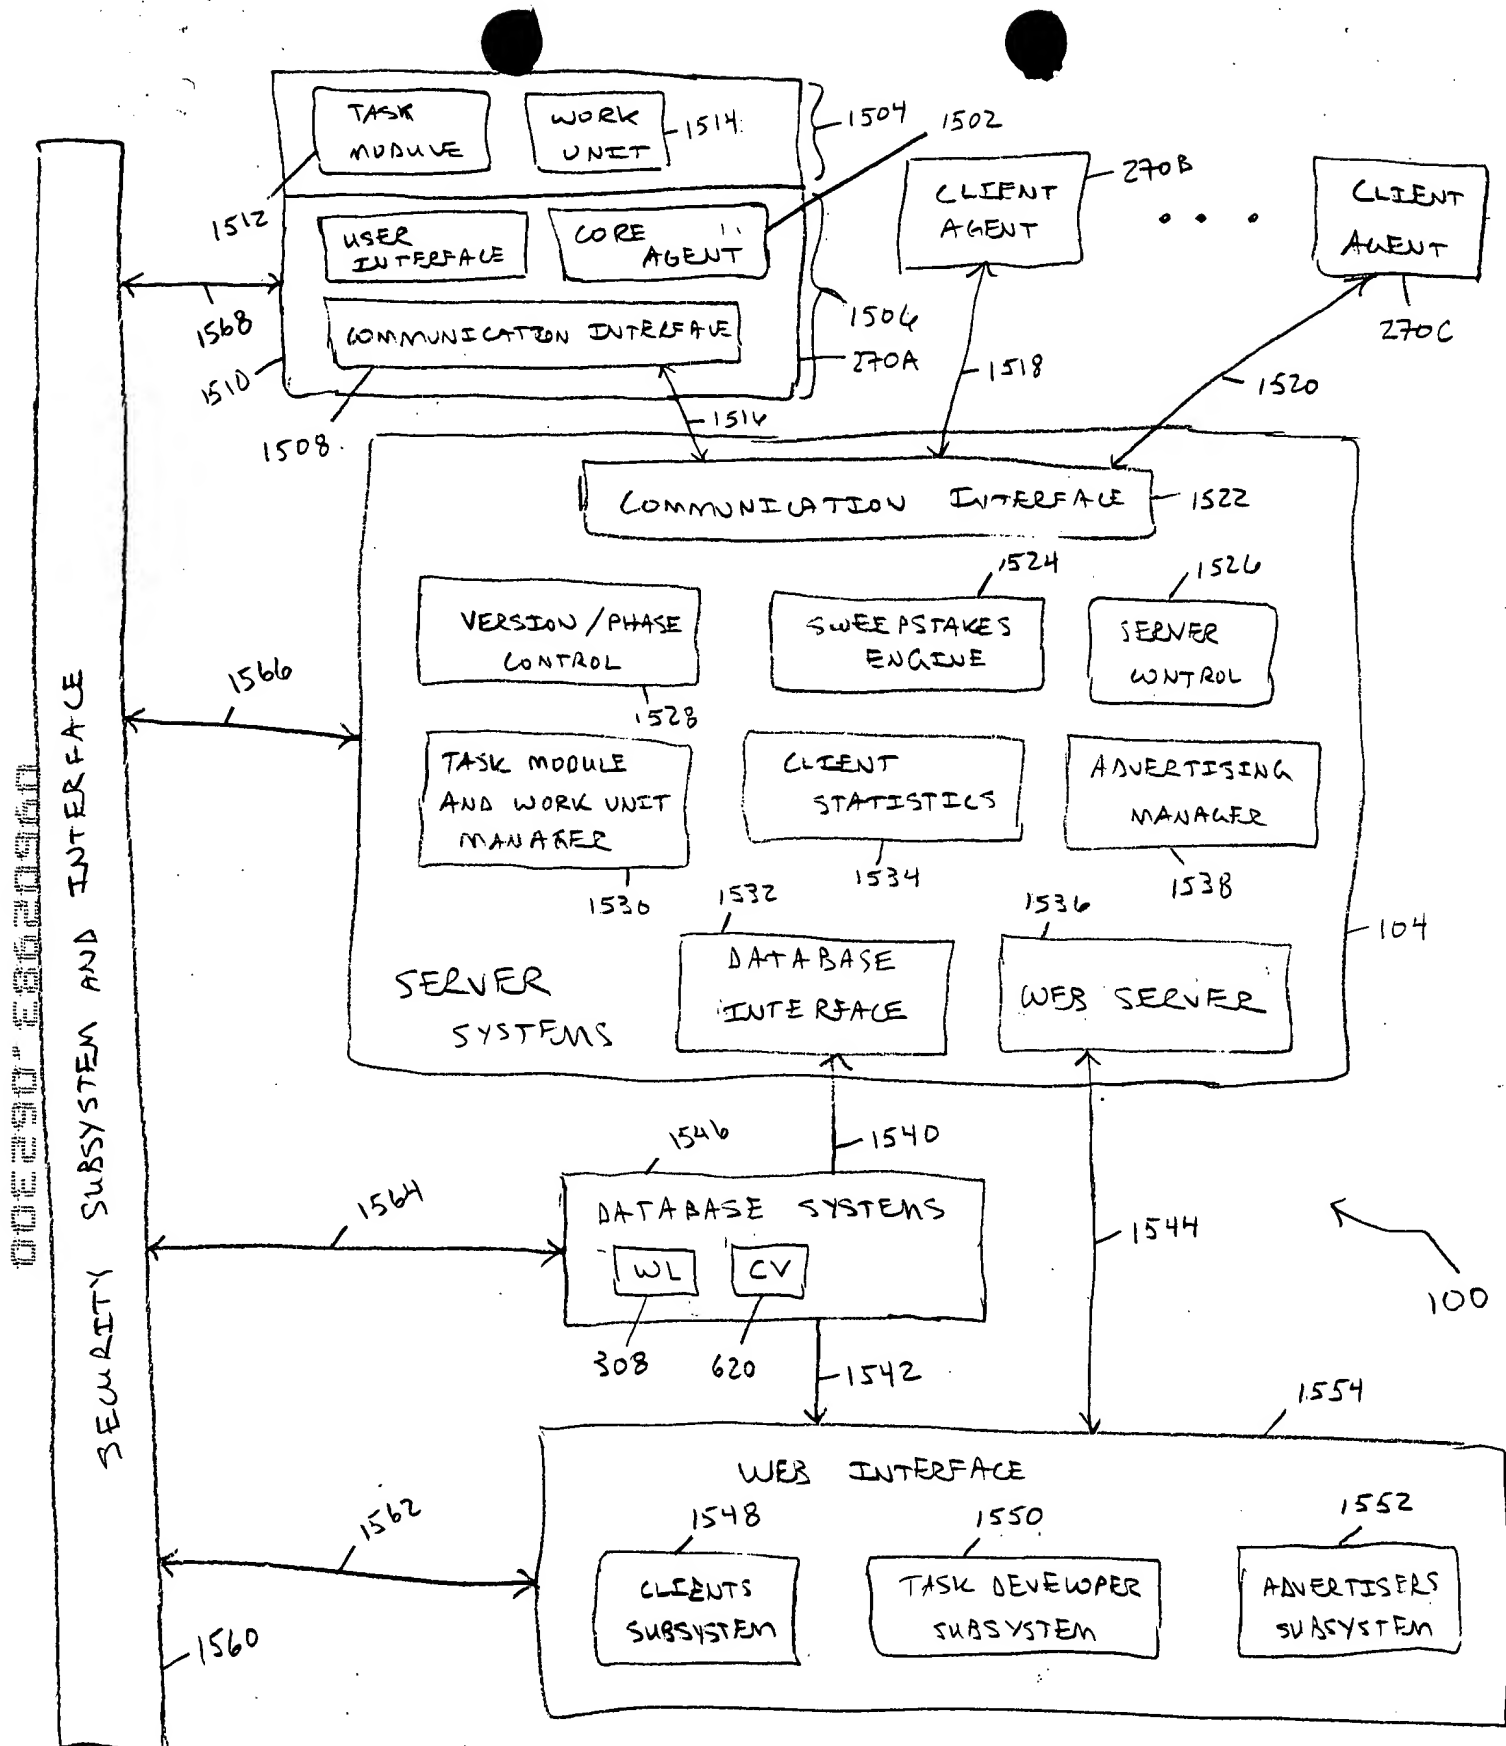 TASK
MODULE
WORK
UNIT
1514
1504
1502
1512
USER
INTERFACE
CORE
AGENT
CLIENT
AGENT
270B
CLIENT
AGENT
270C
1568
COMMUNICATION INTERFACE
1506
270A
1510
1508
1516
1518
1520
COMMUNICATION INTERFACE
1522
1524
1526
VERSION / PHASE
CONTROL
SWEEPSTAKES
ENGINE
SERVER
CONTROL
1528
1566
TASK MODULE
AND WORK UNIT
MANAGER
CLIENT
STATISTICS
ADVERTISING
MANAGER
1530
1532
1534
1536
1538
104
SERVER
SYSTEMS
DATABASE
INTERFACE
WEB SERVER
1546
1540
1544
1564
DATABASE SYSTEMS
WL
CV
308
620
1542
100
1554
WEB INTERFACE
1562
1548
1550
1552
CLIENTS
SUBSYSTEM
TASK DEVELOPER
SUBSYSTEM
ADVERTISERS
SUBSYSTEM
1560
SECURITY SUBSYSTEM AND INTERFACE